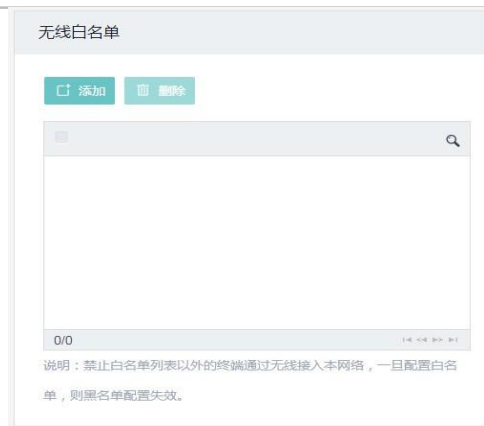 无线白名单
添加 删除
0/0
说明：禁止白名单列表以外的终端通过无线接入本网络，一旦配置白名
单，则黑名单配置失效。